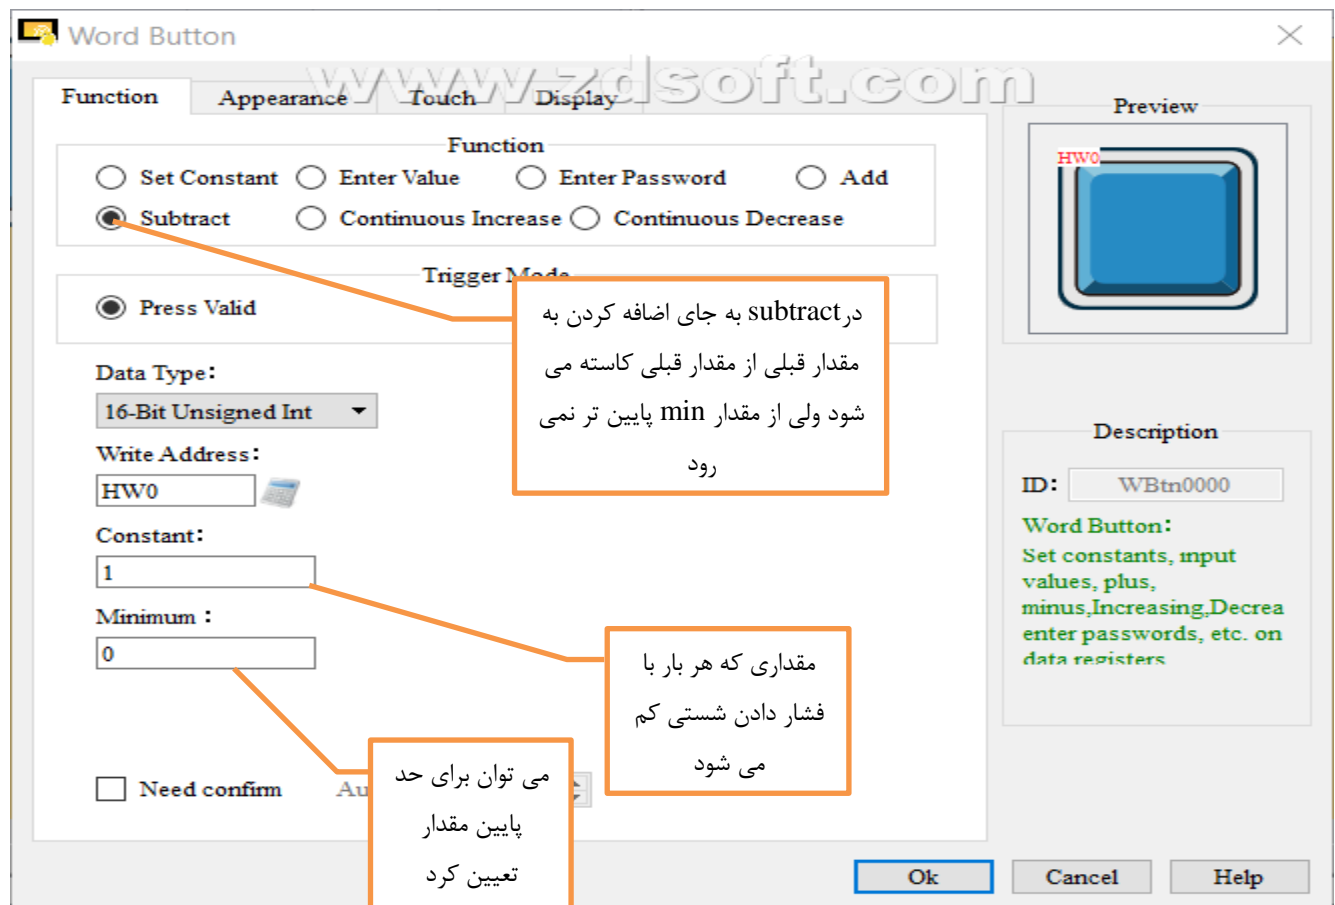 Word Button
www.zdsoft.com
Function Appearance Touch Display
Function
Set Constant Enter Value Enter Password Add
Subtract Continuous Increase Continuous Decrease
Trigger Mode
Press Valid
درsubtract به جای اضافه کردن به
مقدار قبلی از مقدار قبلی کاسته می
شود ولی از مقدار min پایین تر نمی
رود
Data Type:
16-Bit Unsigned Int
Write Address:
HW0
Constant:
1
Minimum :
0
مقداری که هر بار با
فشار دادن شستی کم
می شود
Need confirm Au
می توان برای حد
پایین مقدار
تعیین کرد
Preview
HW0
Description
ID: WBtn0000
Word Button:
Set constants, input
values, plus,
minus,Increasing,Decrea
enter passwords, etc. on
data registers
Ok Cancel Help